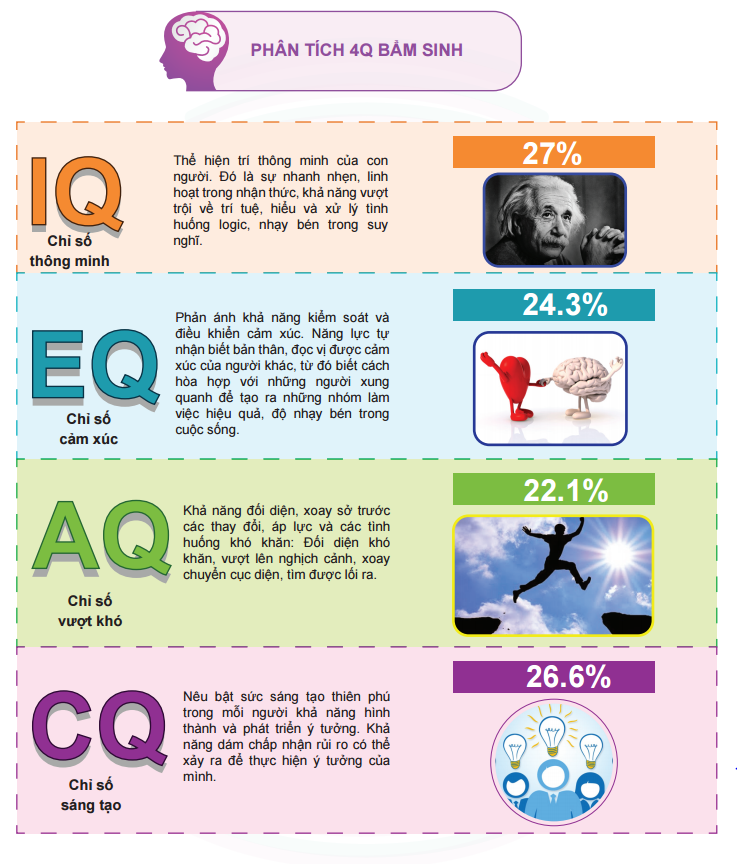 PHÂN TÍCH 4Q BẨM SINH
IQ
Chỉ số
thông minh
Thể hiện trí thông minh của con
người. Đó là sự nhanh nhẹn, linh
hoạt trong nhận thức, khả năng vượt
trội về trí tuệ, hiểu và xử lý tình
huống logic, nhạy bén trong suy
nghĩ.
27%
EQ
Chỉ số
cảm xúc
Phản ánh khả năng kiểm soát và
điều khiển cảm xúc. Năng lực tự
nhận biết bản thân, đọc vị được cảm
xúc của người khác, từ đó biết cách
hòa hợp với những người xung
quanh để tạo ra những nhóm làm
việc hiệu quả, độ nhạy bén trong
cuộc sống.
24.3%
AQ
Chỉ số
vượt khó
Khả năng đối diện, xoay sở trước
các thay đổi, áp lực và các tình
huống khó khăn: Đối diện khó
khăn, vượt lên nghịch cảnh, xoay
chuyển cục diện, tìm được lối ra.
22.1%
CQ
Chỉ số
sáng tạo
Nêu bật sức sáng tạo thiên phú
trong mỗi người khả năng hình
thành và phát triển ý tưởng. Khả
năng dám chấp nhận rủi ro có thể
xảy ra để thực hiện ý tưởng của
mình.
26.6%